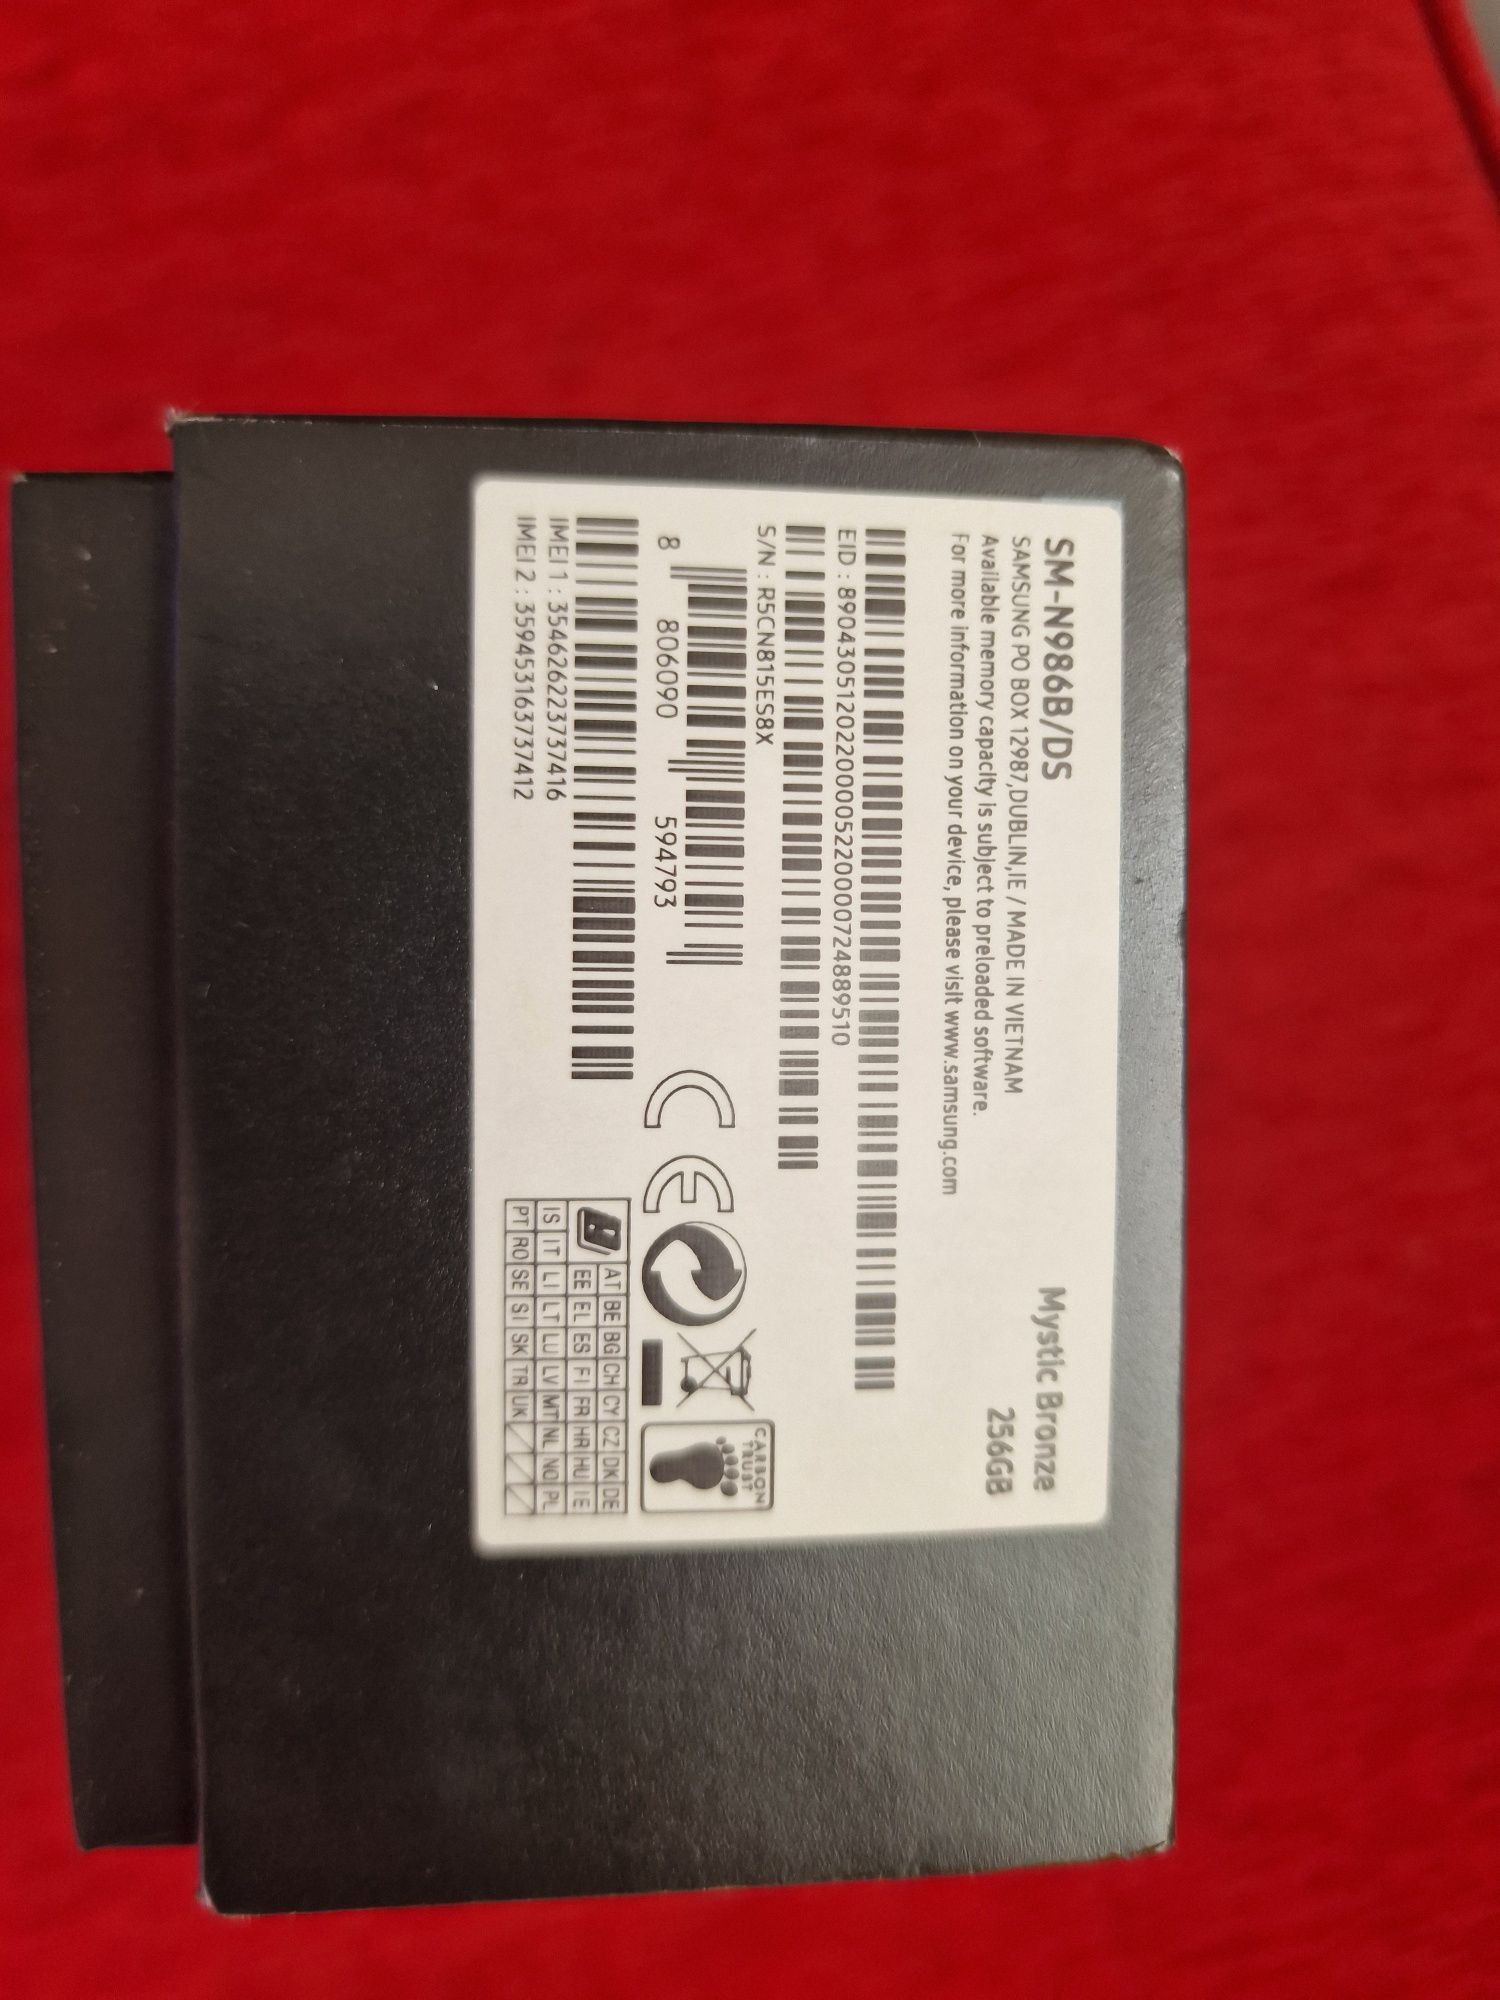 SM-N986B/DS
Mystic Bronze
SAMSUNG PO BOX 12987,DUBLIN,IE / MADE IN VIETNAM
256GB
Available memory capacity is subject to preloaded software.
For more information on your device, please visit www.samsung.com
EID : 89043051202200005220000724889510
S/N : R5CN815ES8X
8 806090 594793
IMEI 1 : 354626223737416
IMEI 2 : 359453163737412
CE
CARBON
TRUST
AT BE BG CH CY CZ DK DE
EE EL ES FI FR HR HU IE
IS IT LI LT LU LV MT NL NO PL
PT RO SE SI SK TR UK